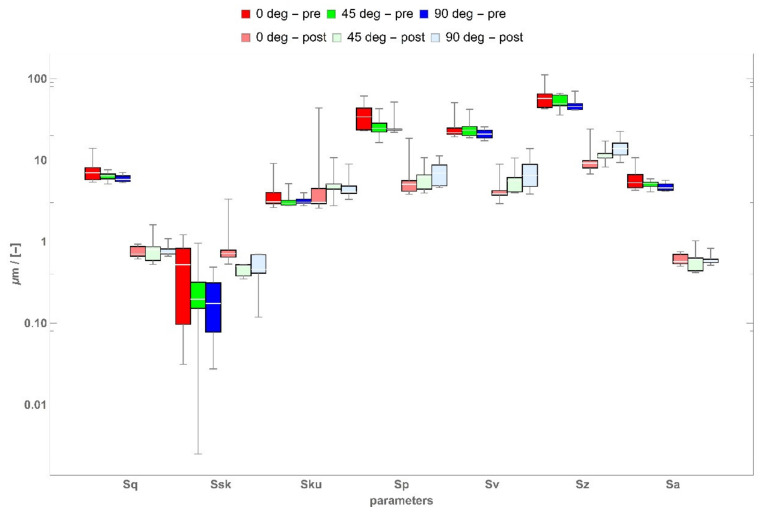 0 deg – pre 45 deg – pre 90 deg – pre
0 deg – post 45 deg – post 90 deg – post
100
10
1
0.10
0.01
μm / [–]
Sq Ssk Sku Sp Sv Sz Sa
parameters